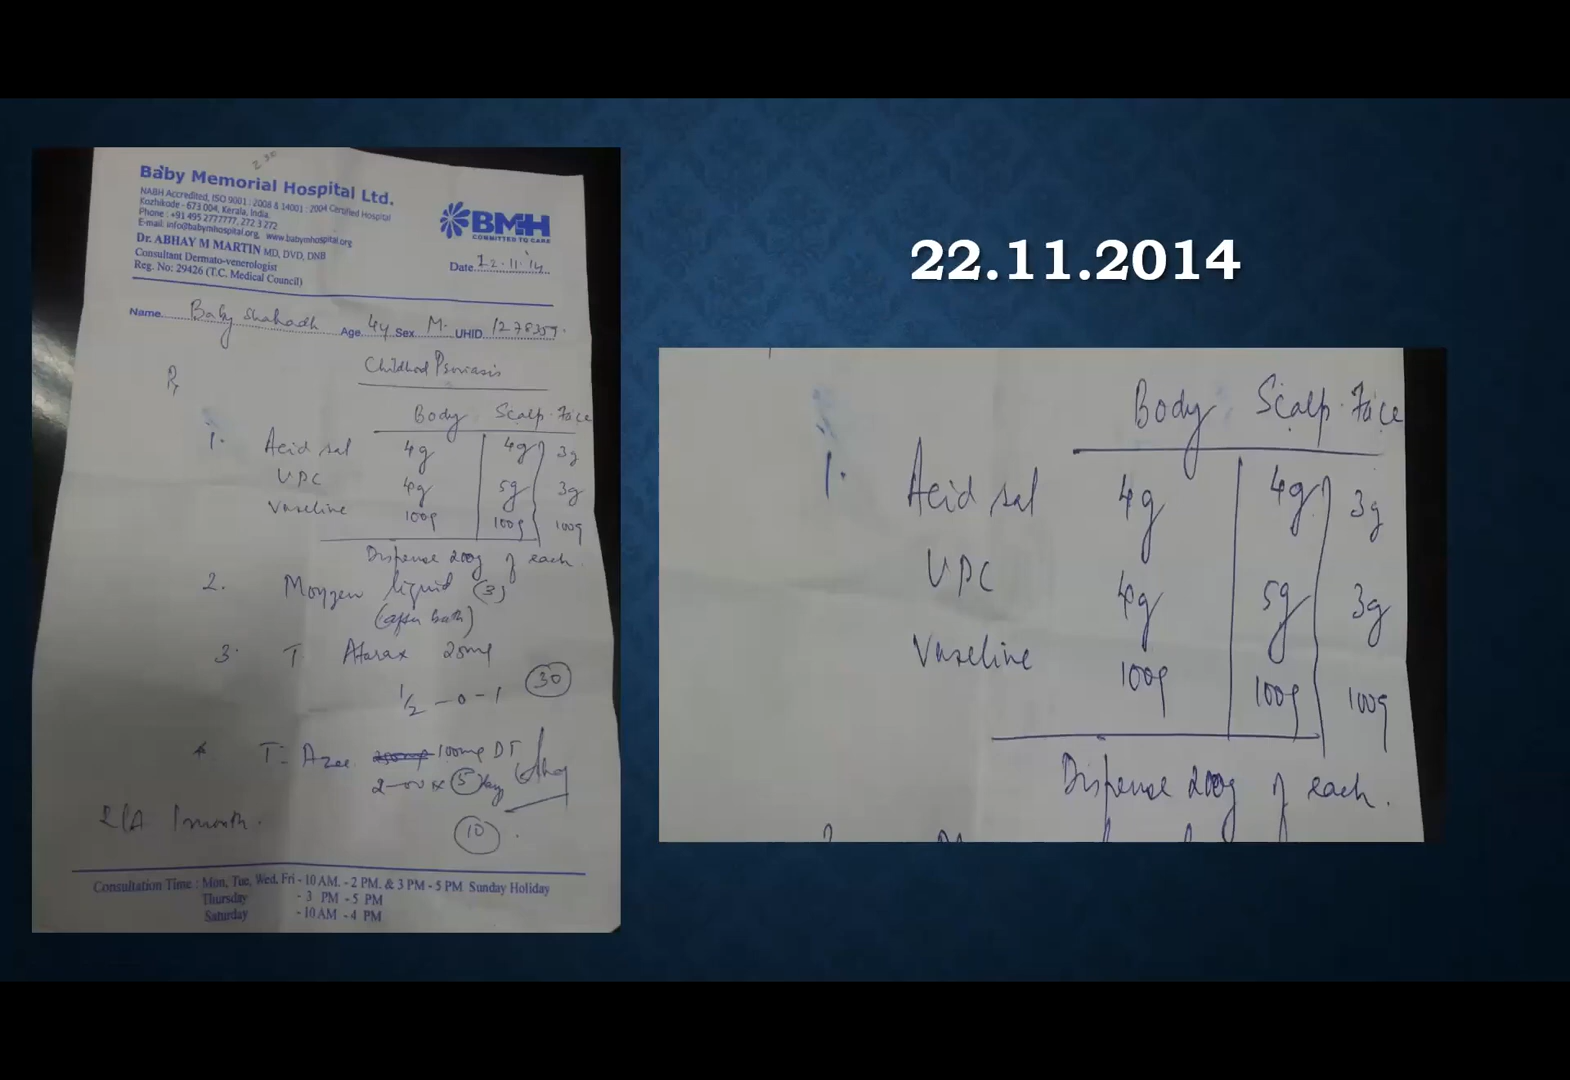 2 30
Baby Memorial Hospital Ltd.
NABH Accredited, ISO 9001 : 2008 & 14001 : 2004 Certified Hospital
Kozhikode - 673 004, Kerala, India.
Phone : +91 495 2777777, 272 3 272
E-mail: info@babymhospital.org, www.babymhospital.org
Dr. ABHAY M MARTIN MD, DVD, DNB
Consultant Dermato-venerologist
Reg. No: 29426 (T.C. Medical Council)
BMH
COMMITTED TO CARE
Date 12.11.'14
Name Baby Shahadh Age 4y Sex M. UHID 1278359.
Childhood Psoriasis
Body Scalp. Face
1. Acid sal 4g 4g 3g
UPC 4g 5g 3g
Vaseline 100g 100g 100g
Dispense 200g of each.
2. liquid (3)
(after bath)
3. T. Atarax 25mg
1/2 - 0 - 1 30
T. Azee 100mg DT
5 day
1 month.
10
Consultation Time : Mon, Tue, Wed, Fri - 10 AM. - 2 PM. & 3 PM - 5 PM Sunday Holiday
Thursday - 3 PM - 5 PM
Saturday - 10 AM - 4 PM
22.11.2014
Body Scalp. Face
1. Acid sal 4g 4g 3g
UPC 4g 5g 3g
Vaseline 100g 100g 100g
Dispense 200g of each.